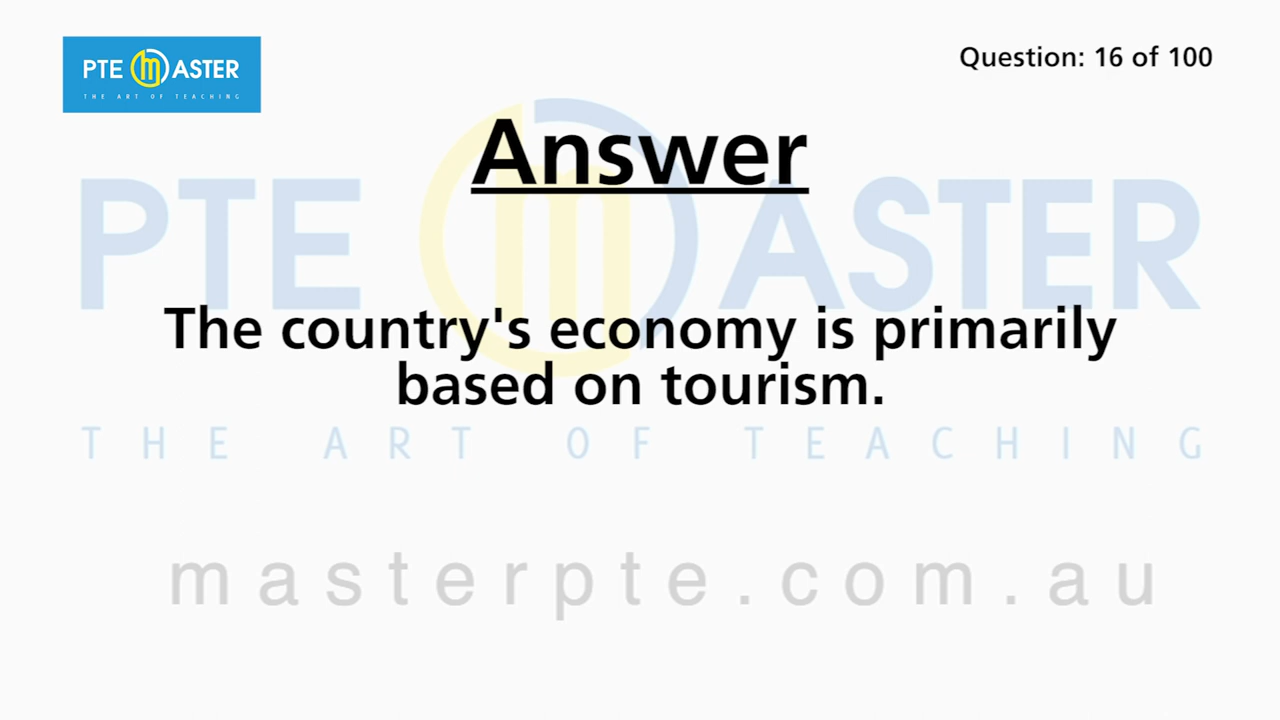 PTE MASTER
THE ART OF TEACHING
Question: 16 of 100
Answer
PTE MASTER
The country's economy is primarily
based on tourism.
THE ART OF TEACHING
masterpte.com.au